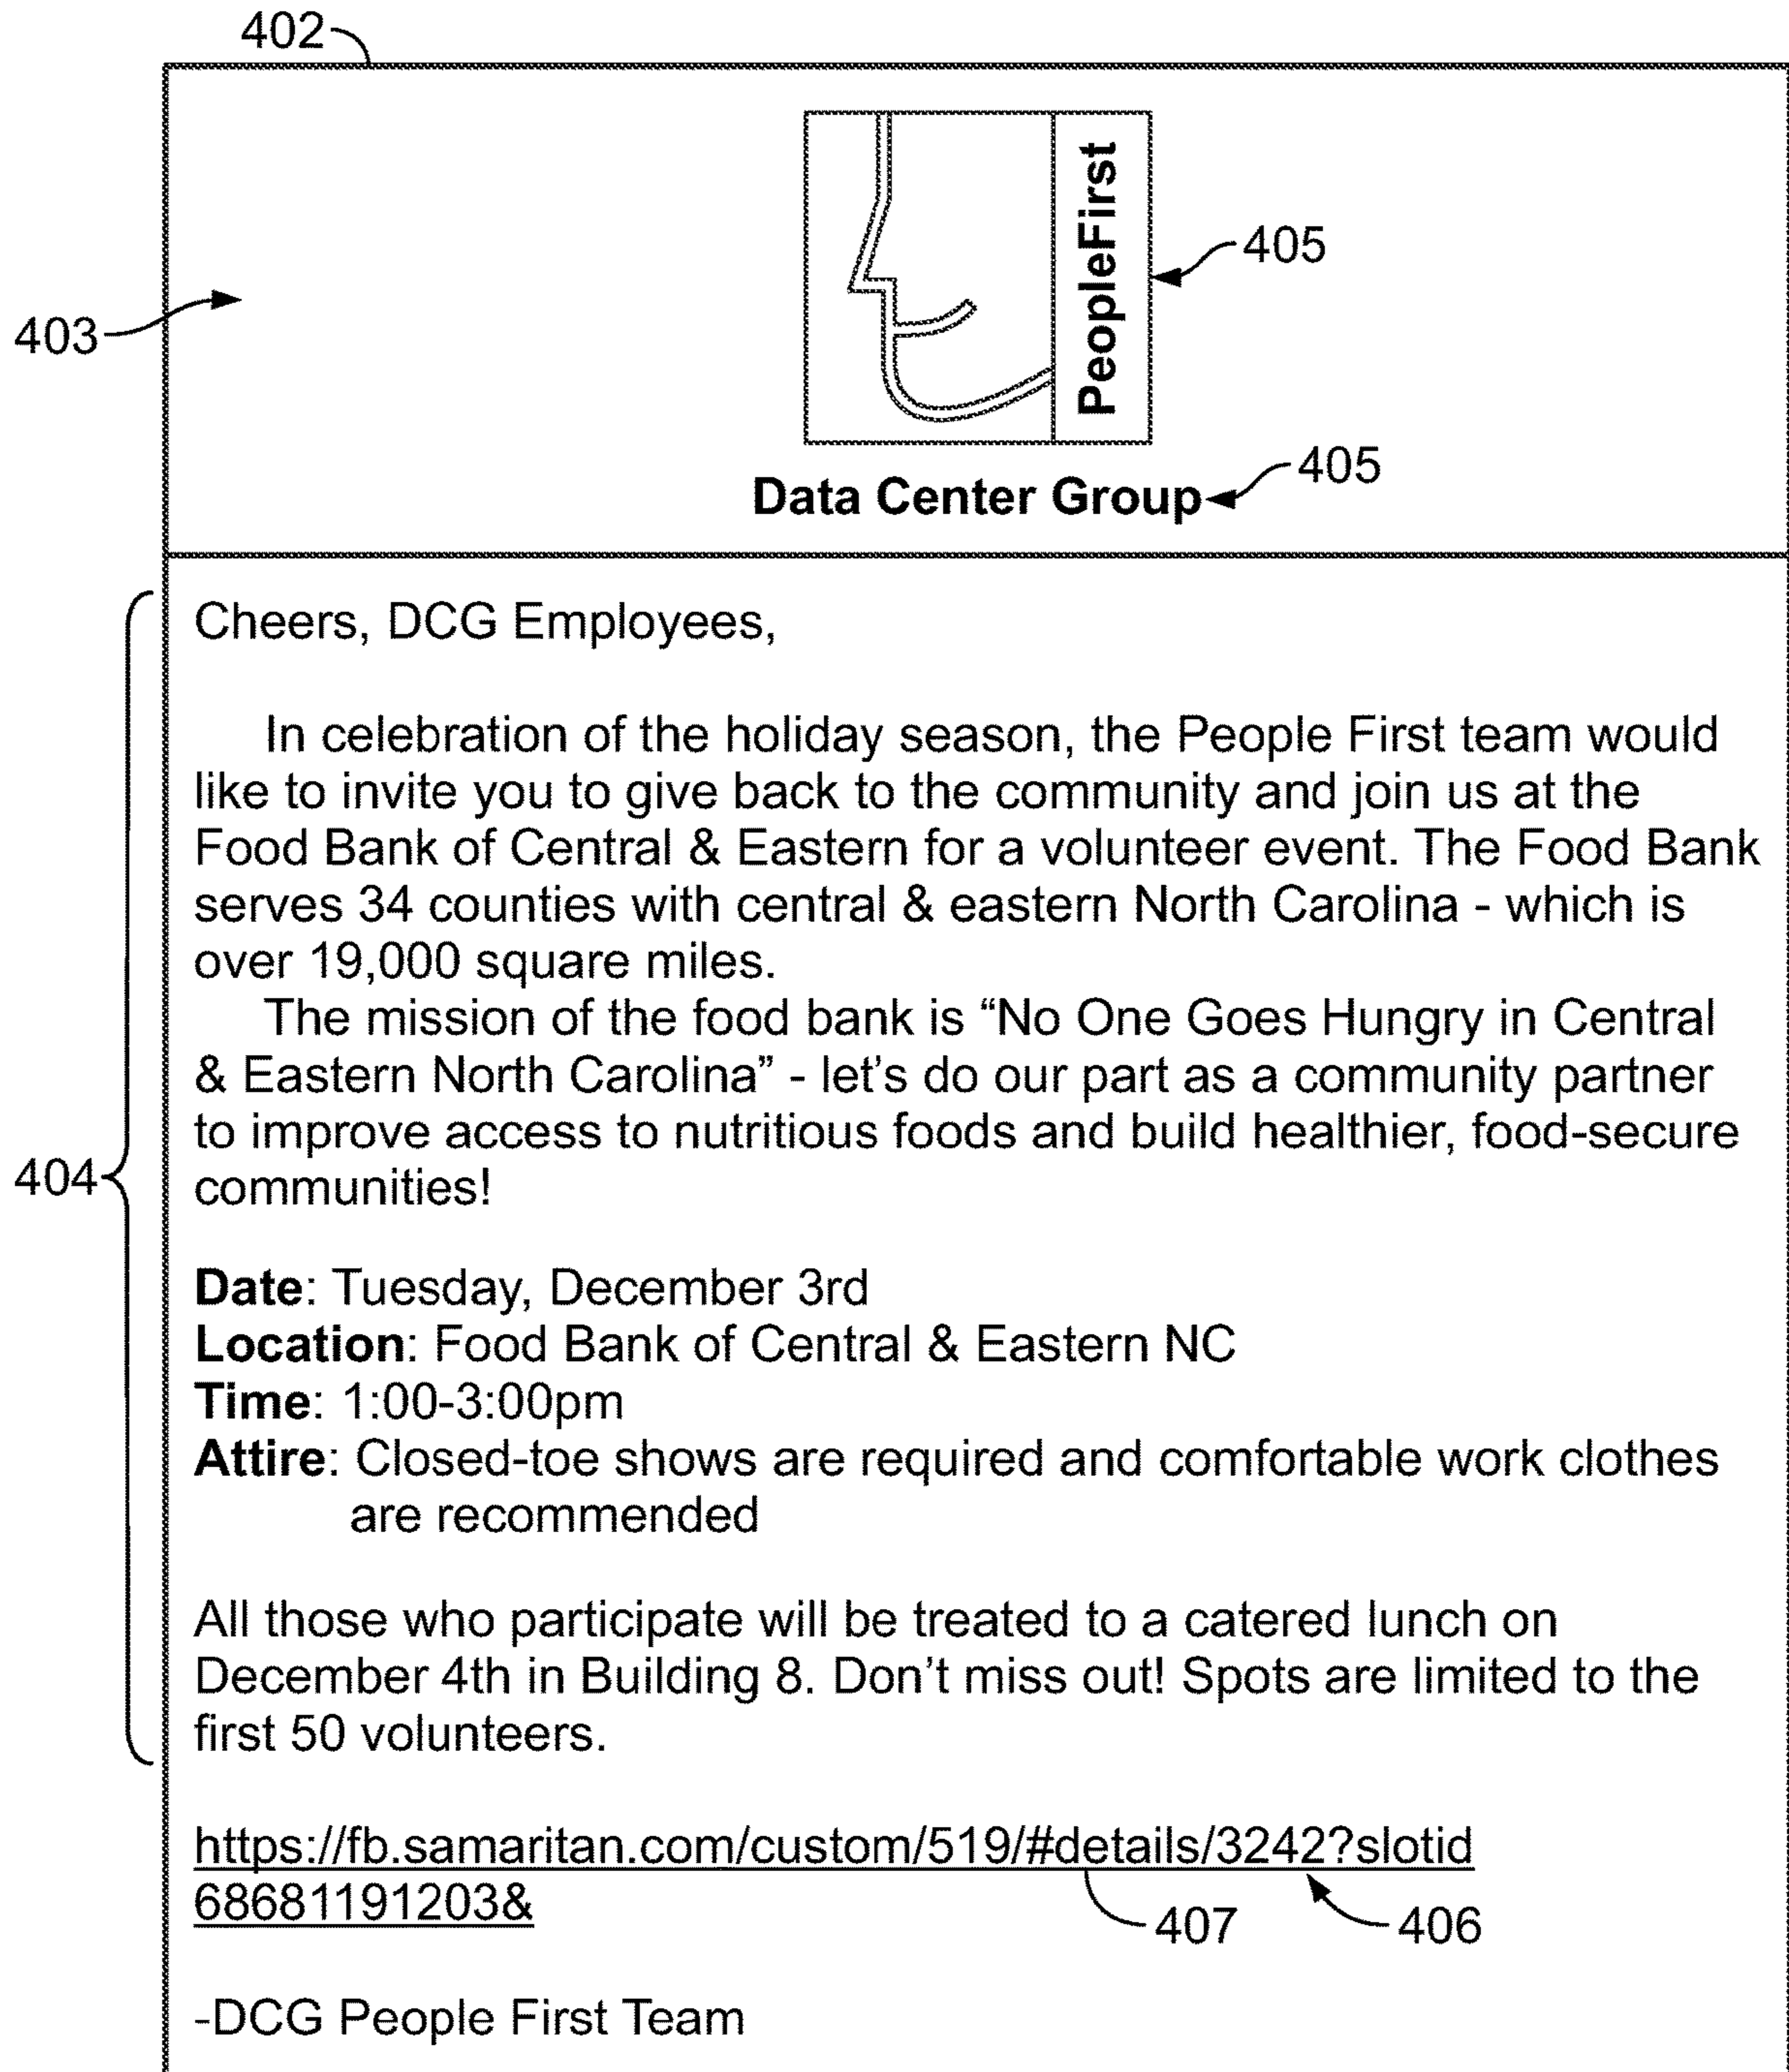 402
PeopleFirst
405
403
405
Data Center Group
Cheers, DCG Employees,
In celebration of the holiday season, the People First team would
like to invite you to give back to the community and join us at the
Food Bank of Central & Eastern for a volunteer event. The Food Bank
serves 34 counties with central & eastern North Carolina - which is
over 19,000 square miles.
The mission of the food bank is “No One Goes Hungry in Central
& Eastern North Carolina” - let’s do our part as a community partner
to improve access to nutritious foods and build healthier, food-secure
communities!
404
Date: Tuesday, December 3rd
Location: Food Bank of Central & Eastern NC
Time: 1:00-3:00pm
Attire: Closed-toe shows are required and comfortable work clothes
are recommended
All those who participate will be treated to a catered lunch on
December 4th in Building 8. Don’t miss out! Spots are limited to the
first 50 volunteers.
https://fb.samaritan.com/custom/519/#details/3242?slotid
68681191203&
407
406
-DCG People First Team